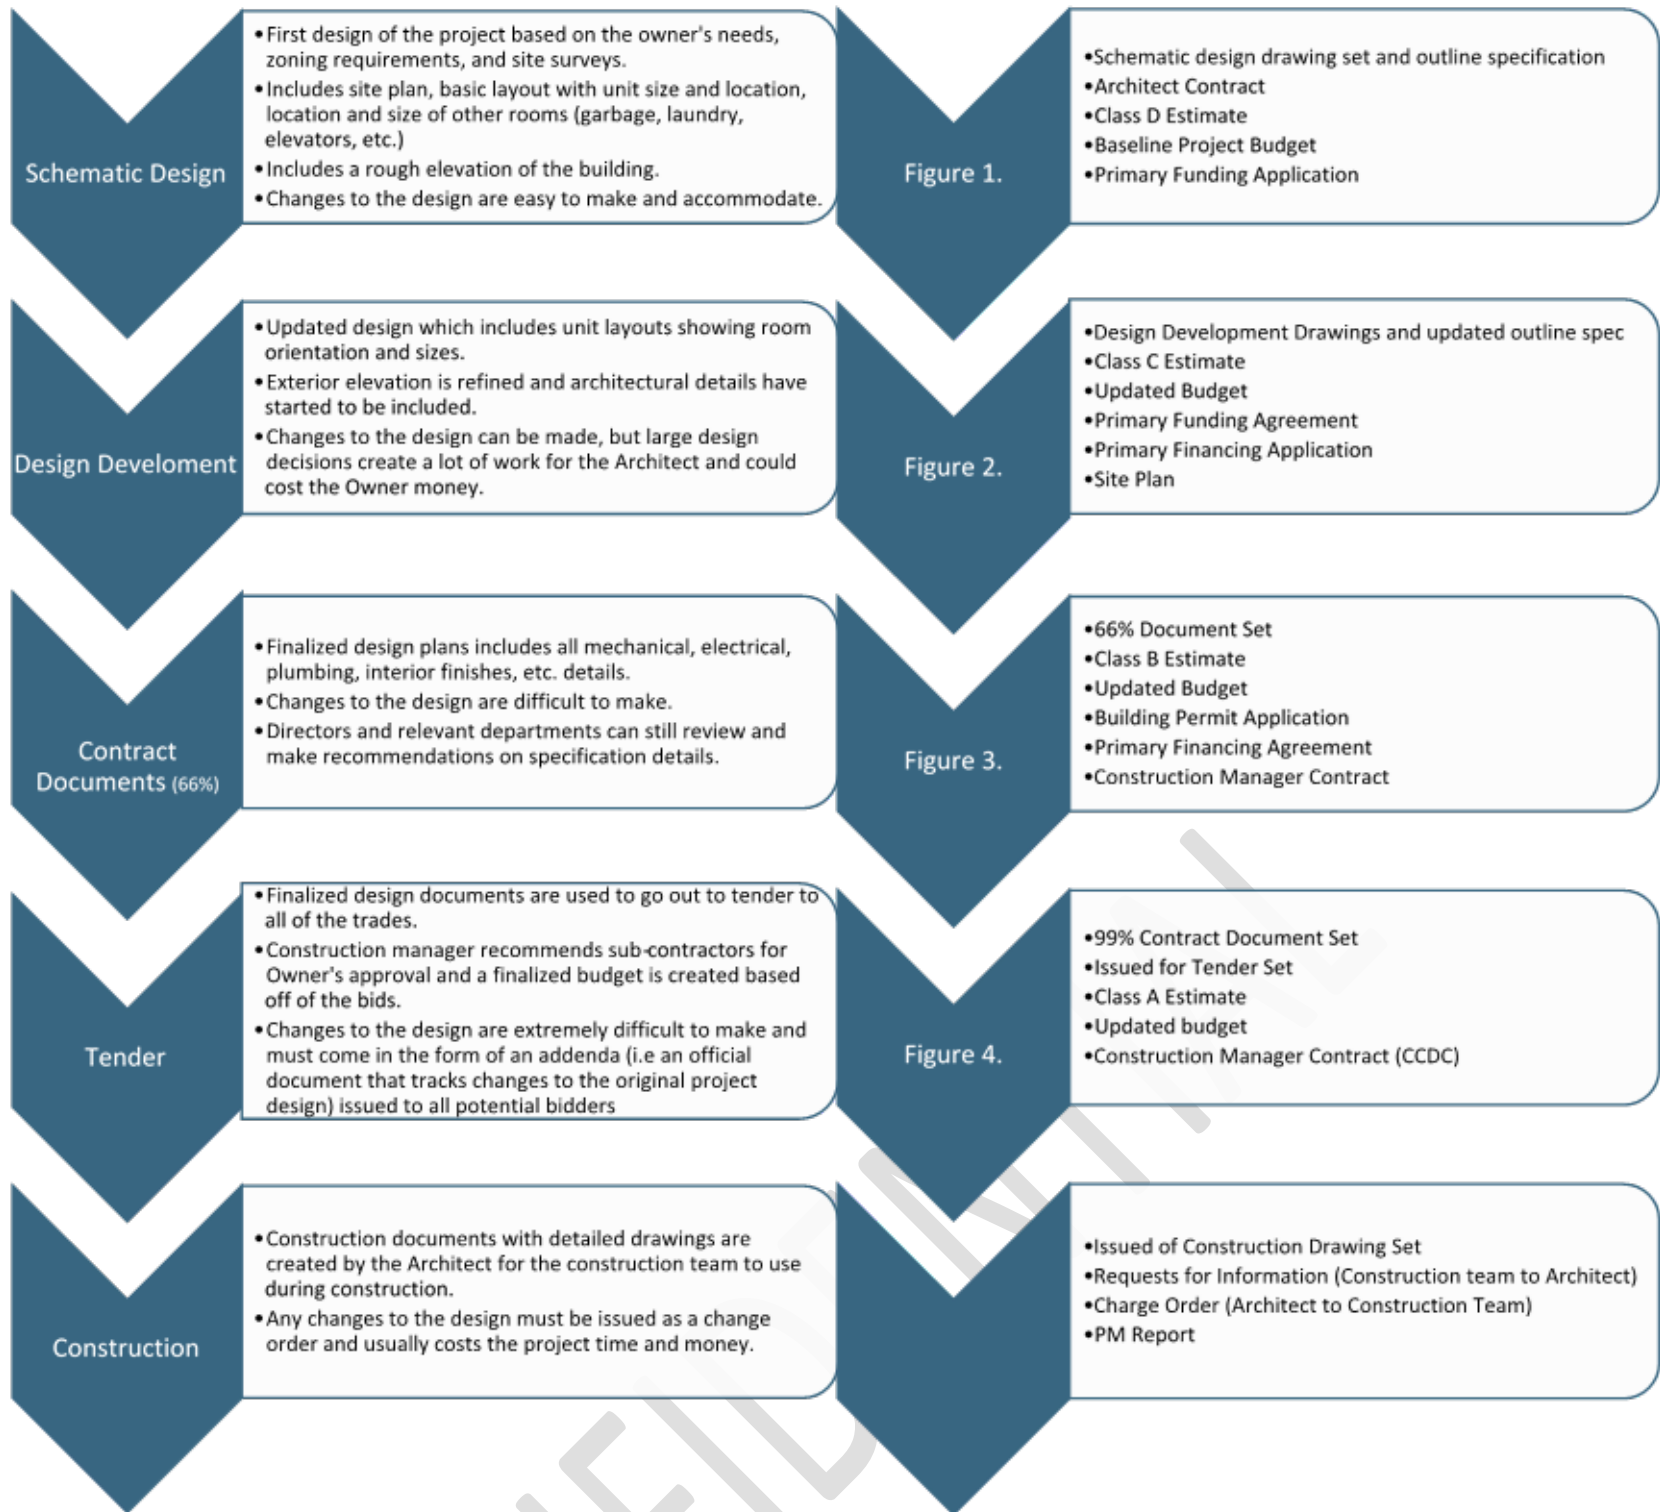 Schematic Design
•First design of the project based on the owner's needs,
zoning requirements, and site surveys.
•Includes site plan, basic layout with unit size and location,
location and size of other rooms (garbage, laundry,
elevators, etc.)
•Includes a rough elevation of the building.
•Changes to the design are easy to make and accommodate.
Figure 1.
•Schematic design drawing set and outline specification
•Architect Contract
•Class D Estimate
•Baseline Project Budget
•Primary Funding Application
Design Develoment
•Updated design which includes unit layouts showing room
orientation and sizes.
•Exterior elevation is refined and architectural details have
started to be included.
•Changes to the design can be made, but large design
decisions create a lot of work for the Architect and could
cost the Owner money.
Figure 2.
•Design Development Drawings and updated outline spec
•Class C Estimate
•Updated Budget
•Primary Funding Agreement
•Primary Financing Application
•Site Plan
Contract
Documents (66%)
•Finalized design plans includes all mechanical, electrical,
plumbing, interior finishes, etc. details.
•Changes to the design are difficult to make.
•Directors and relevant departments can still review and
make recommendations on specification details.
Figure 3.
•66% Document Set
•Class B Estimate
•Updated Budget
•Building Permit Application
•Primary Financing Agreement
•Construction Manager Contract
Tender
•Finalized design documents are used to go out to tender to
all of the trades.
•Construction manager recommends sub-contractors for
Owner's approval and a finalized budget is created based
off of the bids.
•Changes to the design are extremely difficult to make and
must come in the form of an addenda (i.e an official
document that tracks changes to the original project
design) issued to all potential bidders
Figure 4.
•99% Contract Document Set
•Issued for Tender Set
•Class A Estimate
•Updated budget
•Construction Manager Contract (CCDC)
Construction
•Construction documents with detailed drawings are
created by the Architect for the construction team to use
during construction.
•Any changes to the design must be issued as a change
order and usually costs the project time and money.
•Issued of Construction Drawing Set
•Requests for Information (Construction team to Architect)
•Charge Order (Architect to Construction Team)
•PM Report